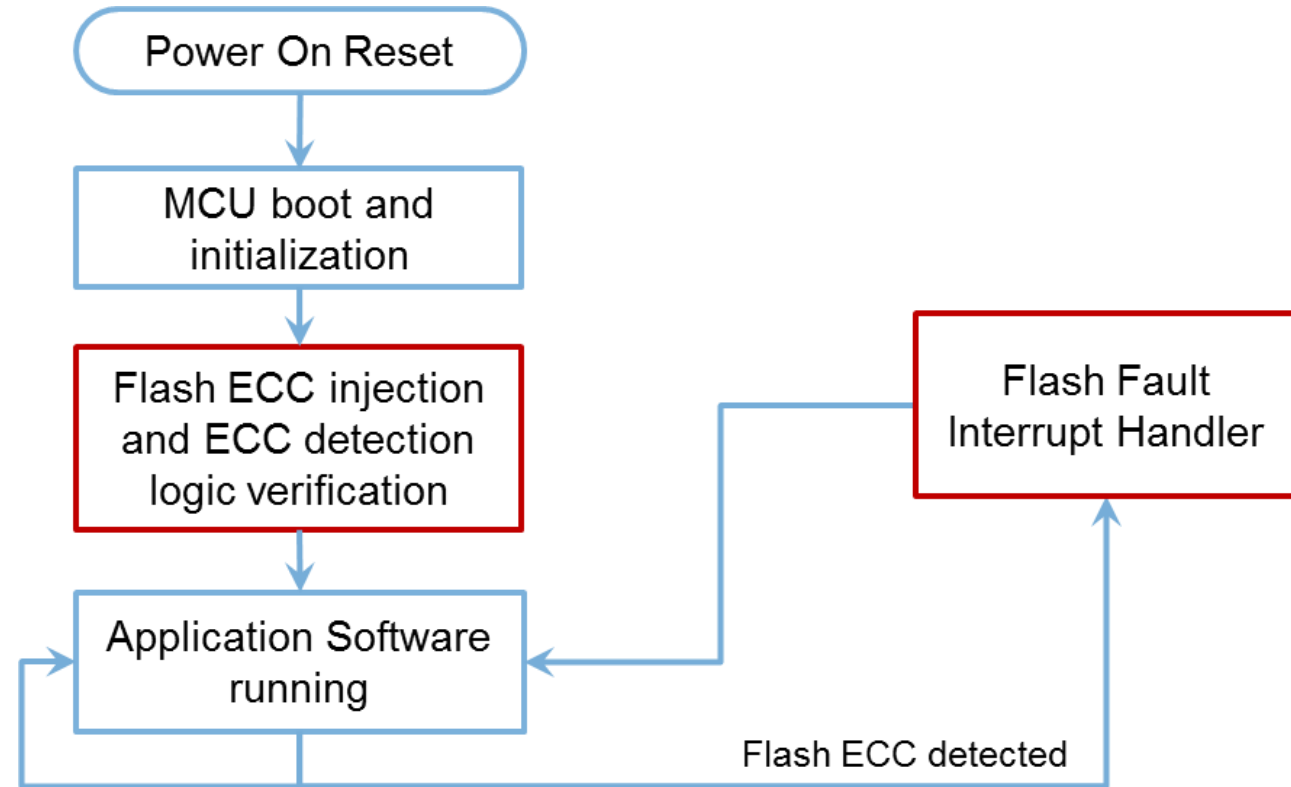 Power On Reset
MCU boot and
initialization
Flash ECC injection
and ECC detection
logic verification
Flash Fault
Interrupt Handler
Application Software
running
Flash ECC detected